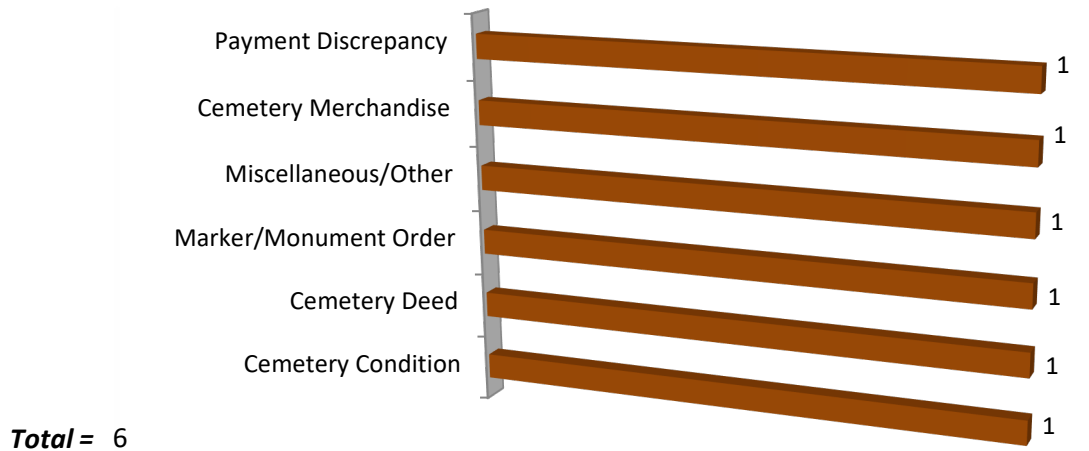 Payment Discrepancy 1
Cemetery Merchandise 1
Miscellaneous/Other 1
Marker/Monument Order 1
Cemetery Deed 1
Cemetery Condition 1
Total = 6